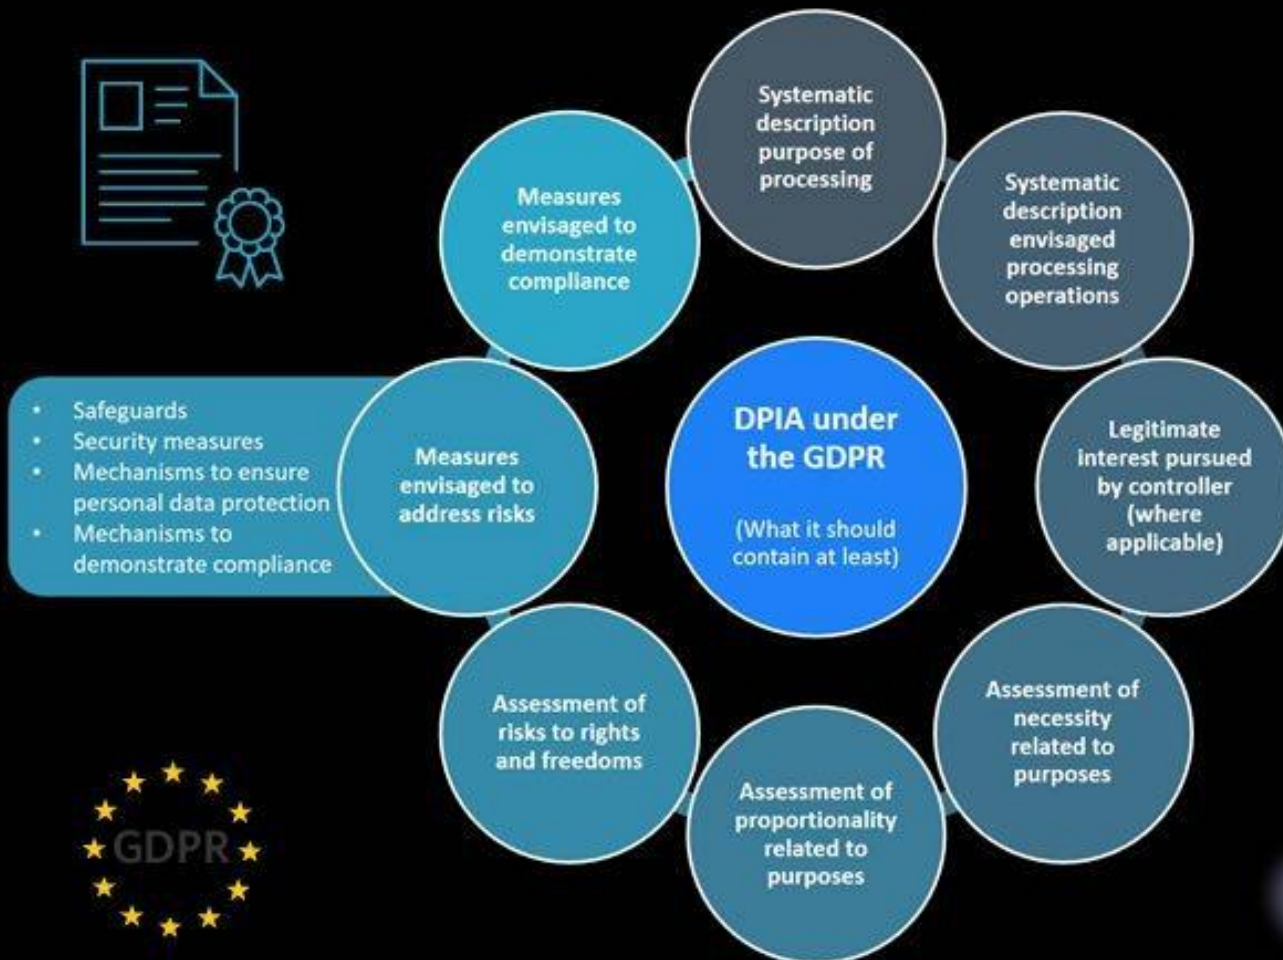 Systematic
description
purpose of
processing
Systematic
description
envisaged
processing
operations
Legitimate
interest pursued
by controller
(where
applicable)
Assessment of
necessity
related to
purposes
Assessment of
proportionality
related to
purposes
Assessment of
risks to rights
and freedoms
Measures
envisaged to
address risks
• Safeguards
• Security measures
• Mechanisms to ensure
personal data protection
• Mechanisms to
demonstrate compliance
Measures
envisaged to
demonstrate
compliance
DPIA under
the GDPR
(What it should
contain at least)
GDPR